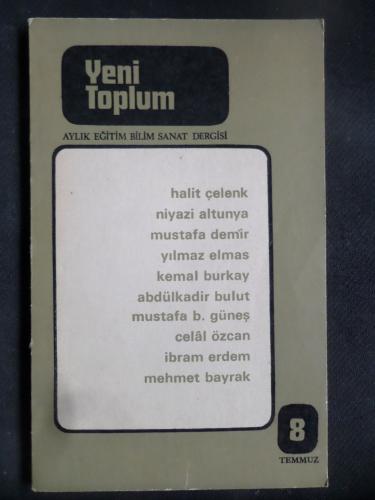 Yeni
Toplum
AYLIK EĞİTİM BİLİM SANAT DERGİSİ
halit çelenk
niyazi altunya
mustafa demir
yılmaz elmas
kemal burkay
abdülkadir bulut
mustafa b. güneş
celâl özcan
ibram erdem
mehmet bayrak
8
TEMMUZ